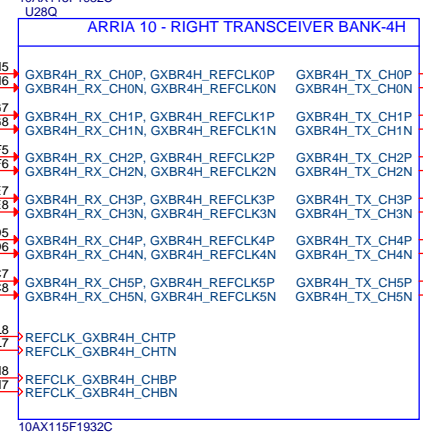 U28Q
ARRIA 10 - RIGHT TRANSCEIVER BANK-4H
GXBR4H_RX_CH0P, GXBR4H_REFCLK0P GXBR4H_TX_CH0P
GXBR4H_RX_CH0N, GXBR4H_REFCLK0N GXBR4H_TX_CH0N
GXBR4H_RX_CH1P, GXBR4H_REFCLK1P GXBR4H_TX_CH1P
GXBR4H_RX_CH1N, GXBR4H_REFCLK1N GXBR4H_TX_CH1N
GXBR4H_RX_CH2P, GXBR4H_REFCLK2P GXBR4H_TX_CH2P
GXBR4H_RX_CH2N, GXBR4H_REFCLK2N GXBR4H_TX_CH2N
GXBR4H_RX_CH3P, GXBR4H_REFCLK3P GXBR4H_TX_CH3P
GXBR4H_RX_CH3N, GXBR4H_REFCLK3N GXBR4H_TX_CH3N
GXBR4H_RX_CH4P, GXBR4H_REFCLK4P GXBR4H_TX_CH4P
GXBR4H_RX_CH4N, GXBR4H_REFCLK4N GXBR4H_TX_CH4N
GXBR4H_RX_CH5P, GXBR4H_REFCLK5P GXBR4H_TX_CH5P
GXBR4H_RX_CH5N, GXBR4H_REFCLK5N GXBR4H_TX_CH5N
REFCLK_GXBR4H_CHTP
REFCLK_GXBR4H_CHTN
REFCLK_GXBR4H_CHBP
REFCLK_GXBR4H_CHBN
10AX115F1932C